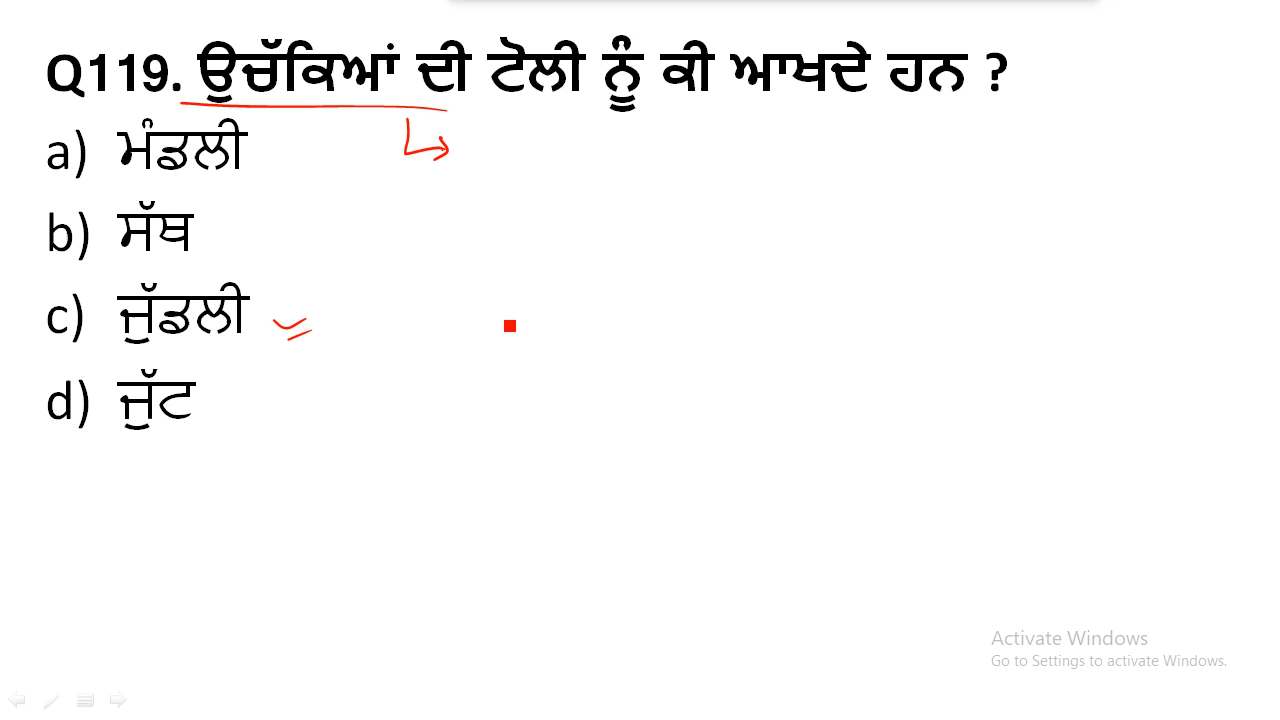 Q119. ਉਚੱਕਿਆਂ ਦੀ ਟੋਲੀ ਨੂੰ ਕੀ ਆਖਦੇ ਹਨ ?
a) ਮੰਡਲੀ
b) ਸੱਥ
c) ਜੁੱਡਲੀ
d) ਜੁੱਟ
Activate Windows
Go to Settings to activate Windows.